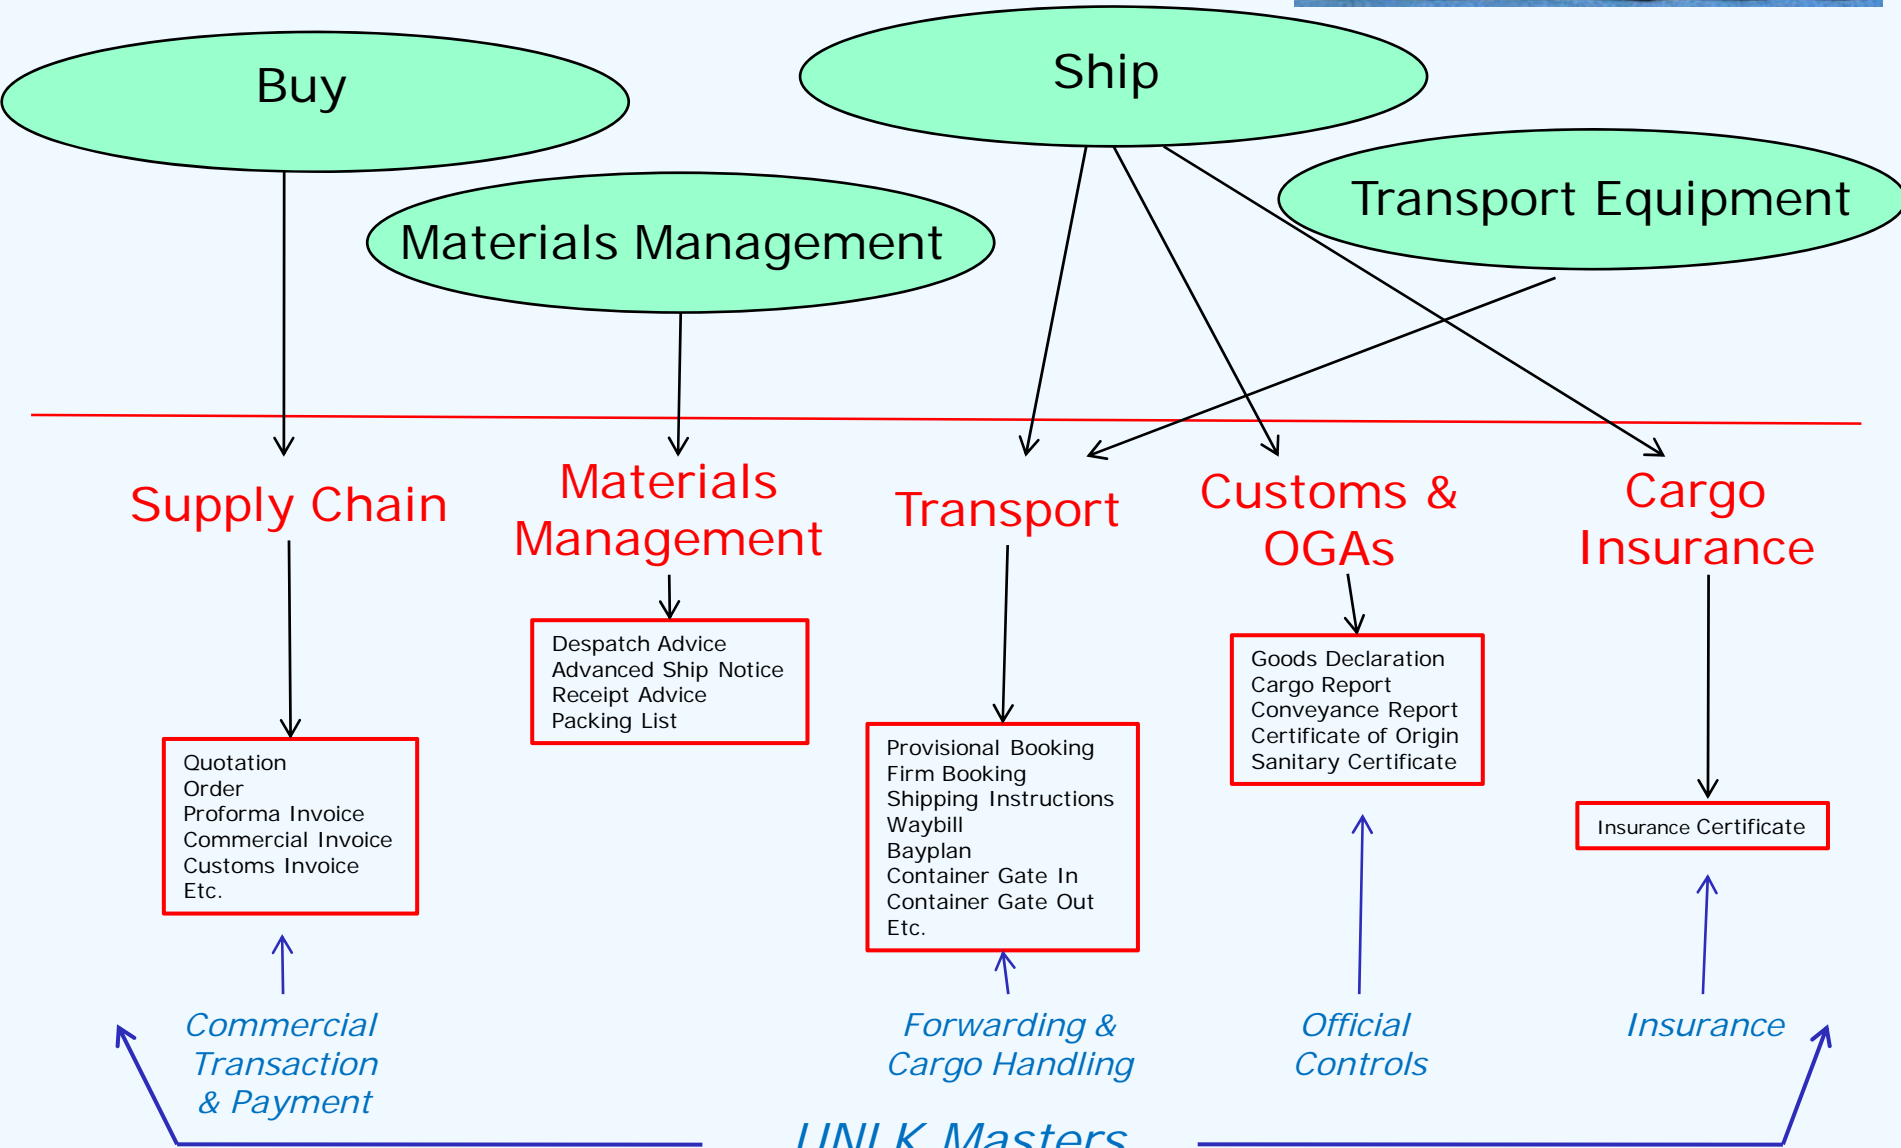 Buy
Ship
Transport Equipment
Materials Management
Supply Chain
Materials
Management
Transport
Customs &
OGAs
Cargo
Insurance
Quotation
Order
Proforma Invoice
Commercial Invoice
Customs Invoice
Etc.
Despatch Advice
Advanced Ship Notice
Receipt Advice
Packing List
Provisional Booking
Firm Booking
Shipping Instructions
Waybill
Bayplan
Container Gate In
Container Gate Out
Etc.
Goods Declaration
Cargo Report
Conveyance Report
Certificate of Origin
Sanitary Certificate
Insurance Certificate
Commercial
Transaction
& Payment
Forwarding &
Cargo Handling
Official
Controls
Insurance
UNLK Masters